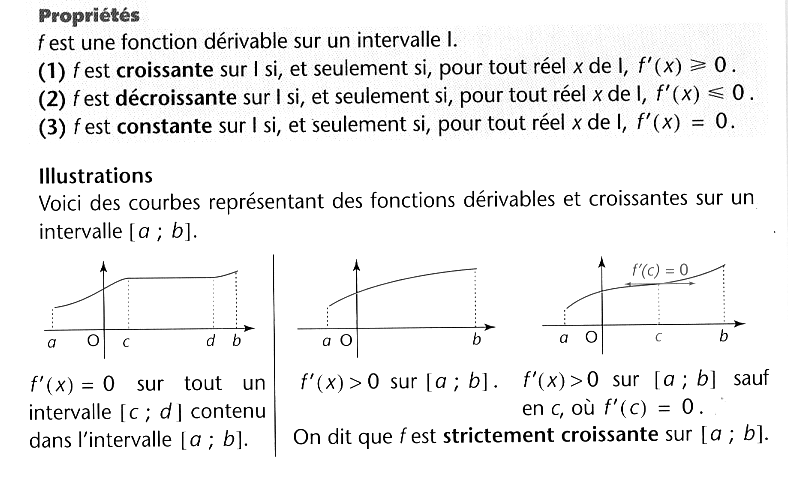 Propriétés
f est une fonction dérivable sur un intervalle I.
(1) f est croissante sur I si, et seulement si, pour tout réel x de I, f′(x) ⩾ 0.
(2) f est décroissante sur I si, et seulement si, pour tout réel x de I, f′(x) ⩽ 0.
(3) f est constante sur I si, et seulement si, pour tout réel x de I, f′(x) = 0.
Illustrations
Voici des courbes représentant des fonctions dérivables et croissantes sur un
intervalle [a ; b].
a O c d b
f′(x) = 0 sur tout un
intervalle [c ; d] contenu
dans l’intervalle [a ; b].
a O b
f′(x) > 0 sur [a ; b].
f′(c) = 0
a O c b
f′(x) > 0 sur [a ; b] sauf
en c, où f′(c) = 0.
On dit que f est strictement croissante sur [a ; b].